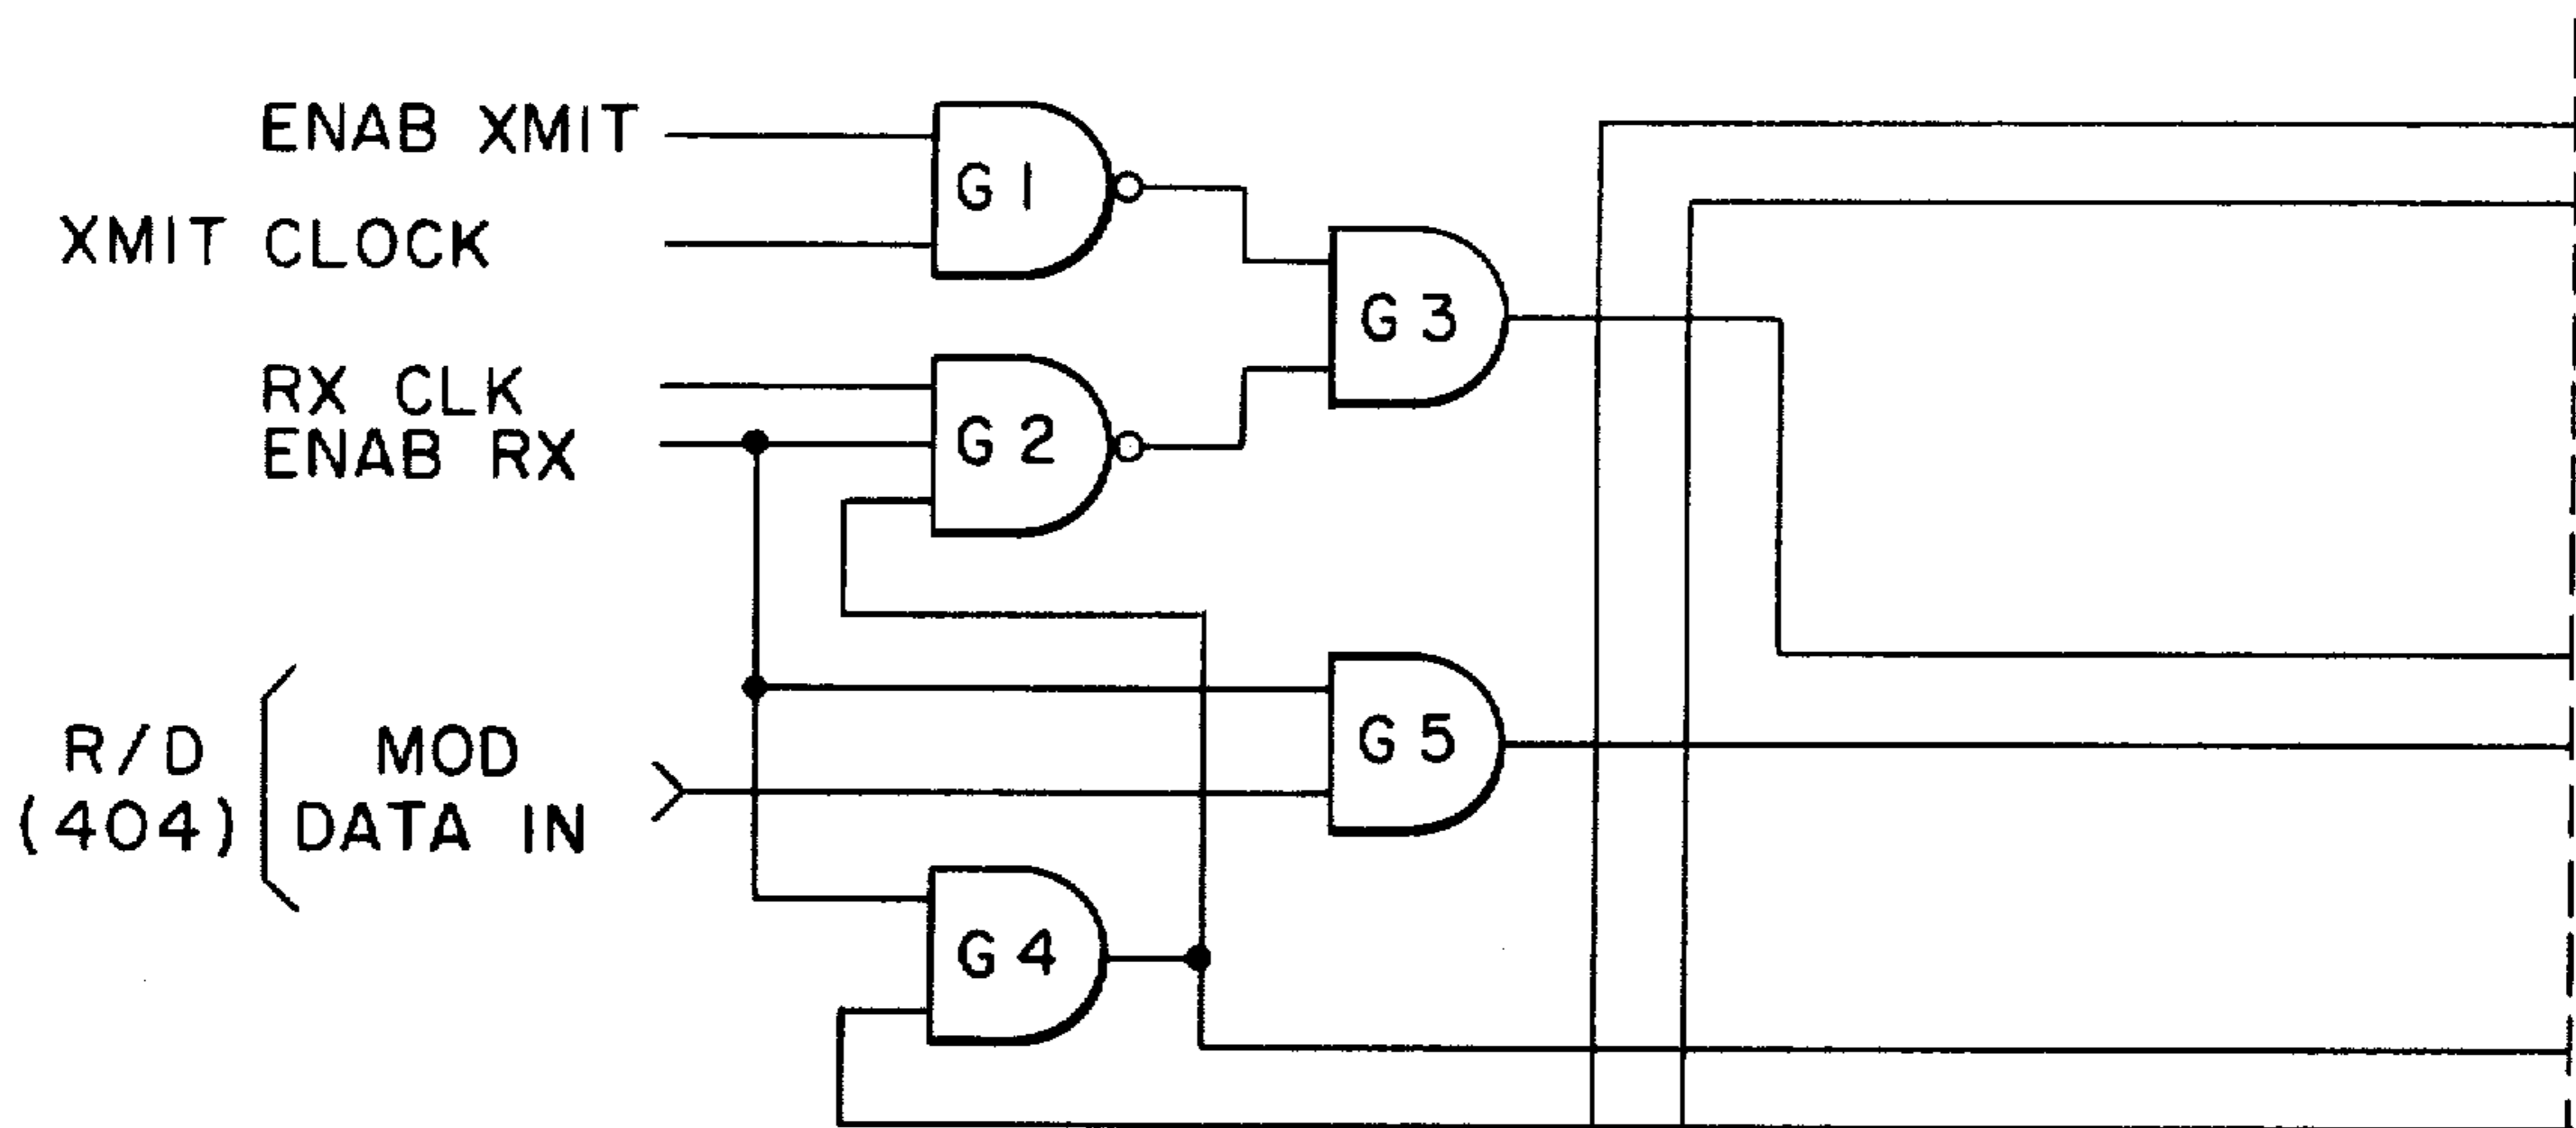 ENAB XMIT
G1
XMIT CLOCK
G3
RX CLK
ENAB RX
G2
R/D
(404)
MOD
DATA IN
G5
G4